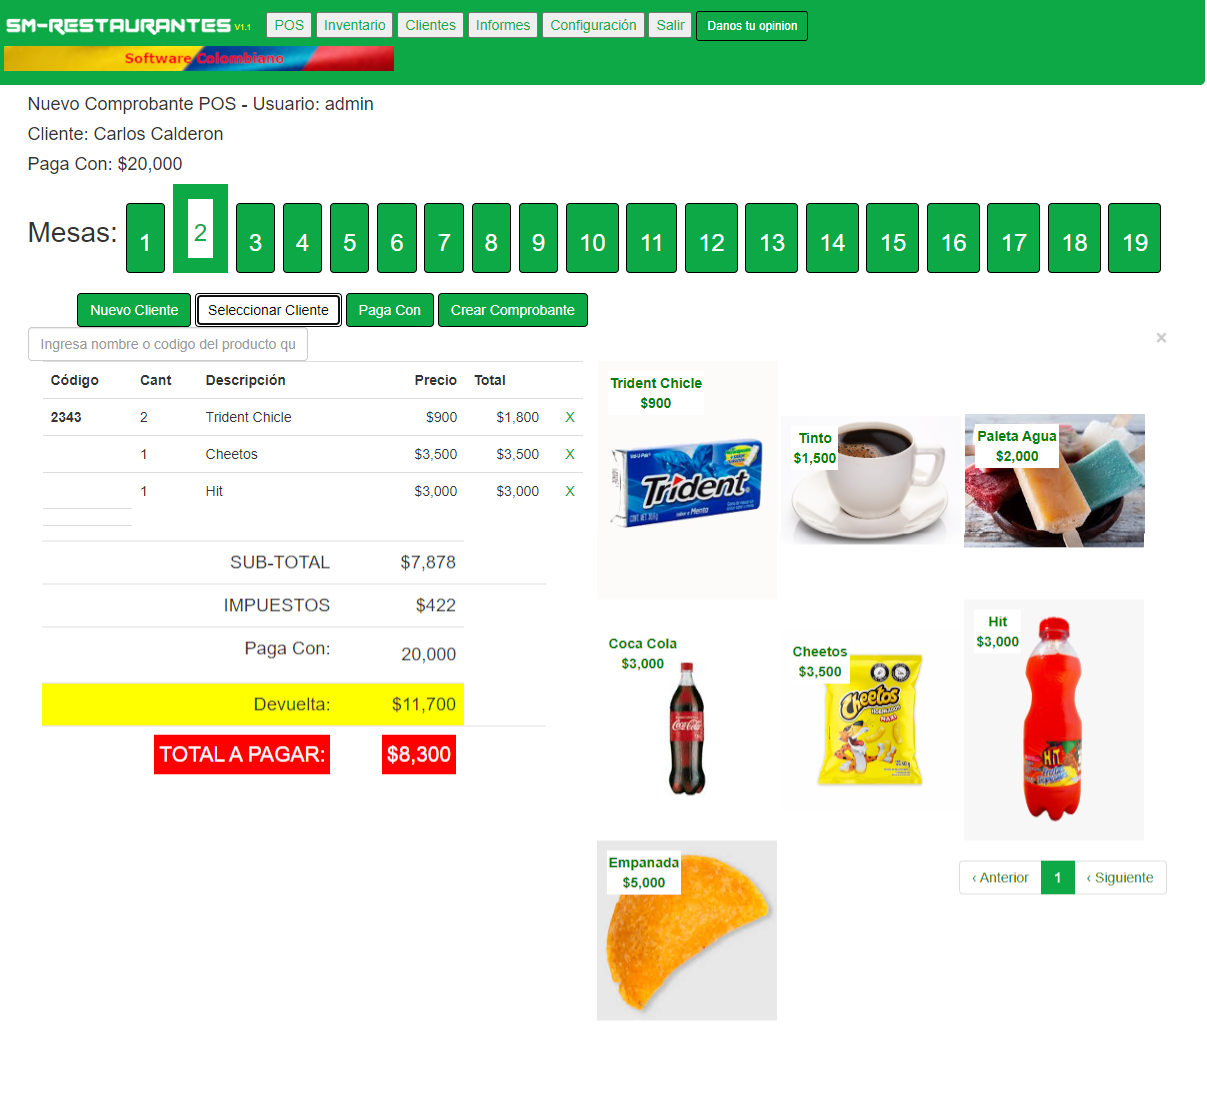 SM-RESTAURANTES V1.1
POS Inventario Clientes Informes Configuración Salir Danos tu opinion
Software Colombiano
Nuevo Comprobante POS - Usuario: admin
Cliente: Carlos Calderon
Paga Con: $20,000
Mesas: 1 2 3 4 5 6 7 8 9 10 11 12 13 14 15 16 17 18 19
Nuevo Cliente Seleccionar Cliente Paga Con Crear Comprobante
Ingresa nombre o codigo del producto qu
×
Código Cant Descripción Precio Total
2343 2 Trident Chicle $900 $1,800 X
1 Cheetos $3,500 $3,500 X
1 Hit $3,000 $3,000 X
SUB-TOTAL $7,878
IMPUESTOS $422
Paga Con: 20,000
Devuelta: $11,700
TOTAL A PAGAR: $8,300
Trident Chicle
$900
Trident
sabor a Menta
Tinto
$1,500
Paleta Agua
$2,000
Coca Cola
$3,000
Coca-Cola
Cheetos
$3,500
Cheetos
HORNEADOS
Hit
$3,000
HIT
Empanada
$5,000
‹ Anterior 1 ‹ Siguiente